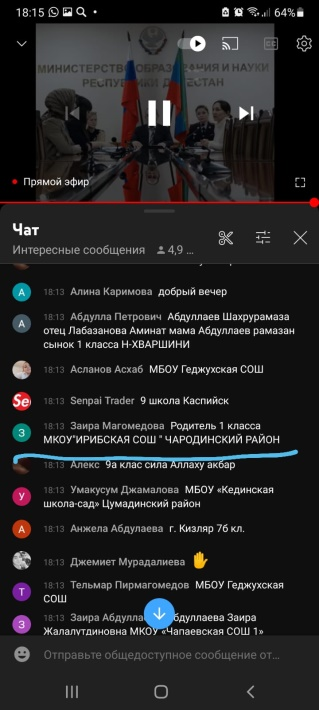 18:15
64%
МИНИСТЕРСТВО ОБРАЗОВАНИЯ И НАУКИ
РЕСПУБЛИКИ ДАГЕСТАН
Прямой эфир
Чат
Интересные сообщения 4,9 ...
18:13 Алина Каримова добрый вечер
18:13 Абдулла Петрович Абдуллаев Шахрурамаза
отец Лабазанова Аминат мама Абдуллаев рамазан
сынок 1 класса Н-ХВАРШИНИ
18:13 Асланов Асхаб МБОУ Геджухская СОШ
18:13 Senpai Trader 9 школа Каспийск
18:13 Заира Магомедова Родитель 1 класса
МКОУ"ИРИБСКАЯ СОШ " ЧАРОДИНСКИЙ РАЙОН
18:13 Алекс 9а клас сила Аллаху акбар
18:13 Умакусум Джамалова МБОУ «Кединская
школа-сад» Цумадинский район
18:13 Анжела Абдулаева г. Кизляр 7б кл.
18:13 Джемиет Мурадалиева ✋
18:13 Тельмар Пирмагомедов МБОУ Геджухская
СОШ
18:13 Заира Абдулла бдуллаева Заира
Жалалутдиновна МКОУ «Чапаевская СОШ 1»
Отправьте общедоступное сообщение от...